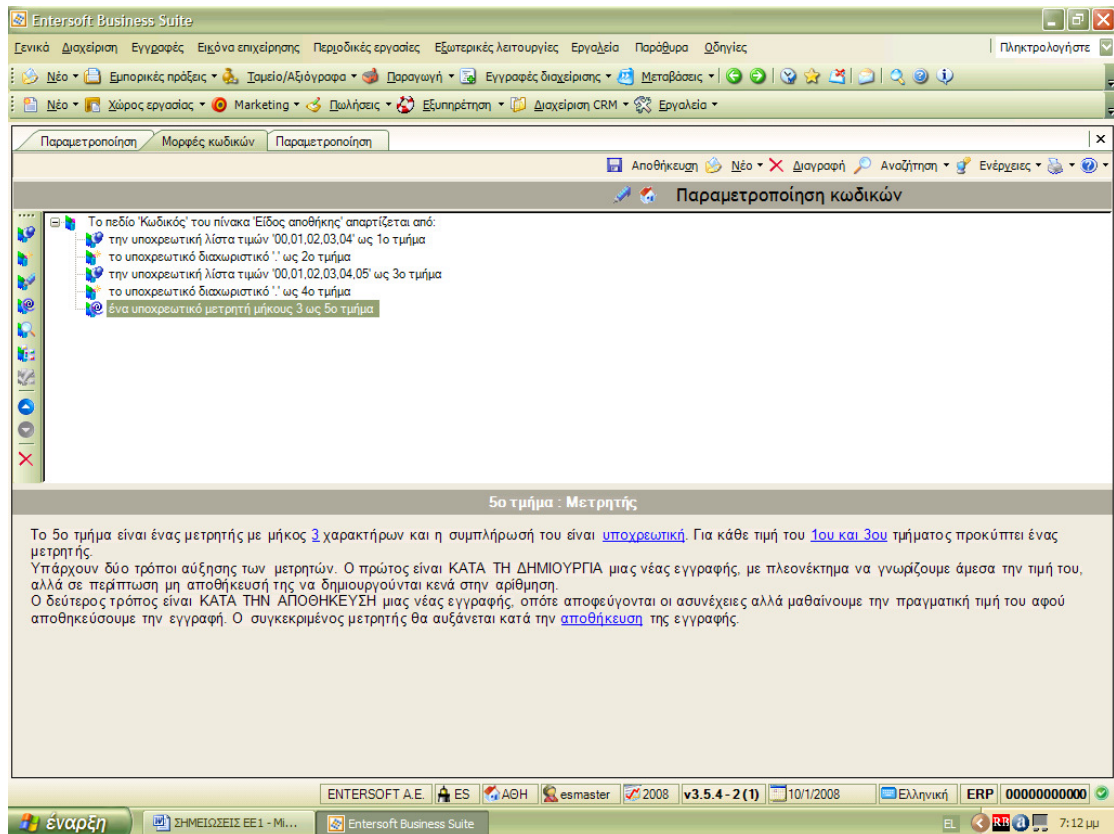 Entersoft Business Suite
Γενικά Διαχείριση Εγγραφές Εικόνα επιχείρησης Περιοδικές εργασίες Εξωτερικές λειτουργίες Εργαλεία Παράθυρα Οδηγίες Πληκτρολογήστε
Νέο Εμπορικές πράξεις Ταμείο/Αξιόγραφα Παραγωγή Εγγραφές διαχείρισης Μεταβάσεις
Νέο Χώρος εργασίας Marketing Πωλήσεις Εξυπηρέτηση Διαχείριση CRM Εργαλεία
Παραμετροποίηση Μορφές κωδικών Παραμετροποίηση
Αποθήκευση Νέο Διαγραφή Αναζήτηση Ενέργειες
Παραμετροποίηση κωδικών
Το πεδίο 'Κωδικός' του πίνακα 'Είδος αποθήκης' απαρτίζεται από:
την υποχρεωτική λίστα τιμών '00,01,02,03,04' ως 1ο τμήμα
το υποχρεωτικό διαχωριστικό '.' ως 2ο τμήμα
την υποχρεωτική λίστα τιμών '00,01,02,03,04,05' ως 3ο τμήμα
το υποχρεωτικό διαχωριστικό '.' ως 4ο τμήμα
ένα υποχρεωτικό μετρητή μήκους 3 ως 5ο τμήμα
5ο τμήμα : Μετρητής
Το 5ο τμήμα είναι ένας μετρητής με μήκος 3 χαρακτήρων και η συμπλήρωσή του είναι υποχρεωτική. Για κάθε τιμή του 1ου και 3ου τμήματος προκύπτει ένας
μετρητής.
Υπάρχουν δύο τρόποι αύξησης των μετρητών. Ο πρώτος είναι ΚΑΤΑ ΤΗ ΔΗΜΙΟΥΡΓΙΑ μιας νέας εγγραφής, με πλεονέκτημα να γνωρίζουμε άμεσα την τιμή του,
αλλά σε περίπτωση μη αποθήκευσή της να δημιουργούνται κενά στην αρίθμηση.
Ο δεύτερος τρόπος είναι ΚΑΤΑ ΤΗΝ ΑΠΟΘΗΚΕΥΣΗ μιας νέας εγγραφής, οπότε αποφεύγονται οι ασυνέχειες αλλά μαθαίνουμε την πραγματική τιμή του αφού
αποθηκεύσουμε την εγγραφή. Ο συγκεκριμένος μετρητής θα αυξάνεται κατά την αποθήκευση της εγγραφής.
ENTERSOFT A.E. ES ΑΘΗ esmaster 2008 v3.5.4 - 2 (1) 10/1/2008 Ελληνική ERP 00000000000
έναρξη ΣΗΜΕΙΩΣΕΙΣ ΕΕ1 - Mi... Entersoft Business Suite EL RB a 7:12 μμ